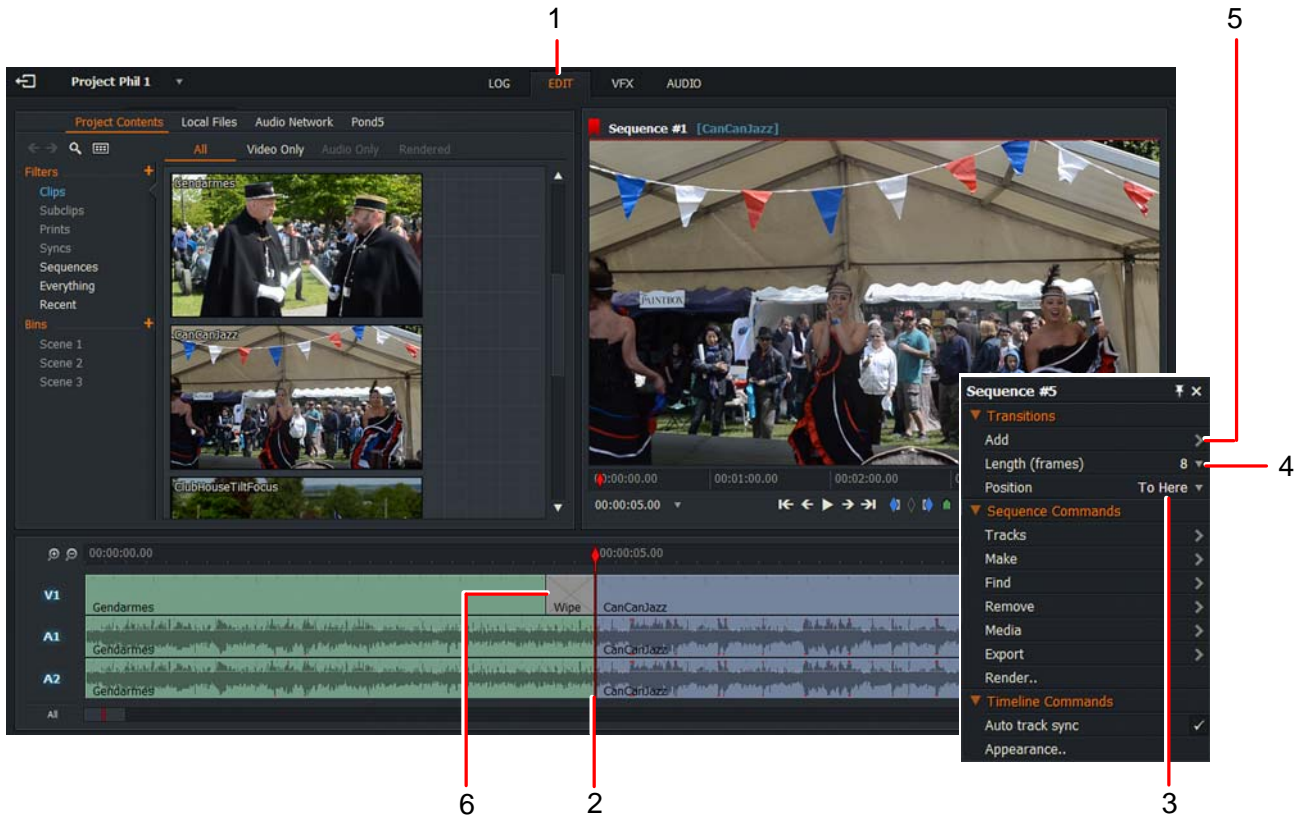 1
5
Project Phil 1
LOG EDIT VFX AUDIO
Project Contents Local Files Audio Network Pond5
All Video Only Audio Only Rendered
Filters +
Clips
Subclips
Prints
Syncs
Sequences
Everything
Recent
Bins +
Scene 1
Scene 2
Scene 3
Gendarmes
CanCanJazz
ClubHouseTiltFocus
Sequence #1 [CanCanJazz]
PAINTBOX
00:00:00.00 00:01:00.00 00:02:00.00
00:00:05.00
Sequence #5
Transitions
Add
Length (frames) 8
4
Position To Here
Sequence Commands
Tracks
Make
Find
Remove
Media
Export
Render..
Timeline Commands
Auto track sync
Appearance..
00:00:00.00 00:00:05.00
V1
Gendarmes Wipe CanCanJazz
A1
Gendarmes CanCanJazz
A2
Gendarmes CanCanJazz
All
6 2 3